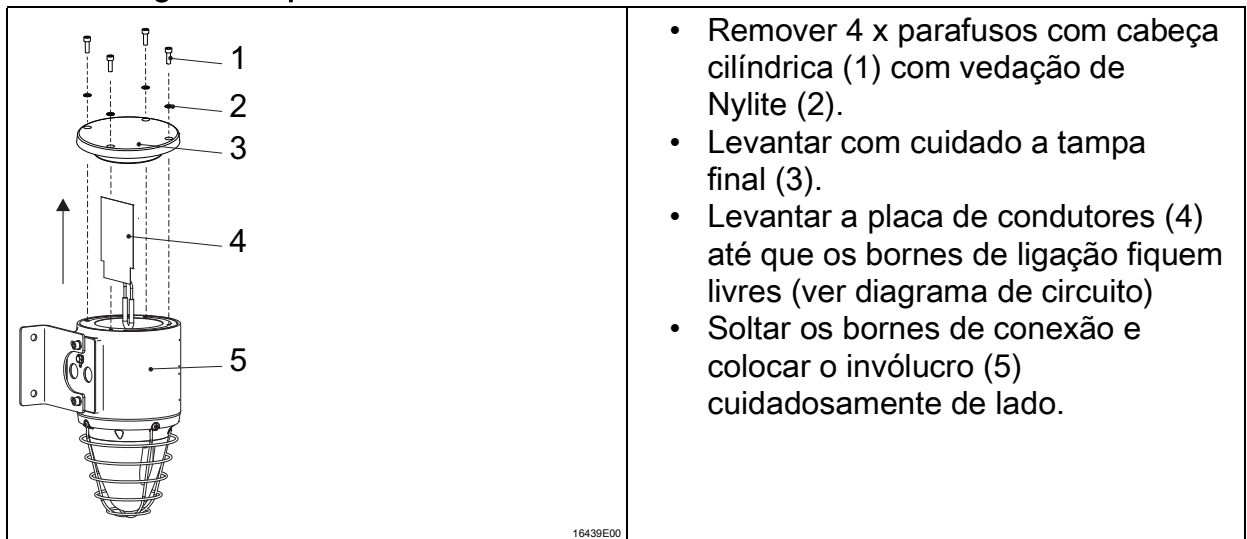 1
2
3
4
5
16439E00
• Remover 4 x parafusos com cabeça
cilíndrica (1) com vedação de
Nylite (2).
• Levantar com cuidado a tampa
final (3).
• Levantar a placa de condutores (4)
até que os bornes de ligação fiquem
livres (ver diagrama de circuito)
• Soltar os bornes de conexão e
colocar o invólucro (5)
cuidadosamente de lado.